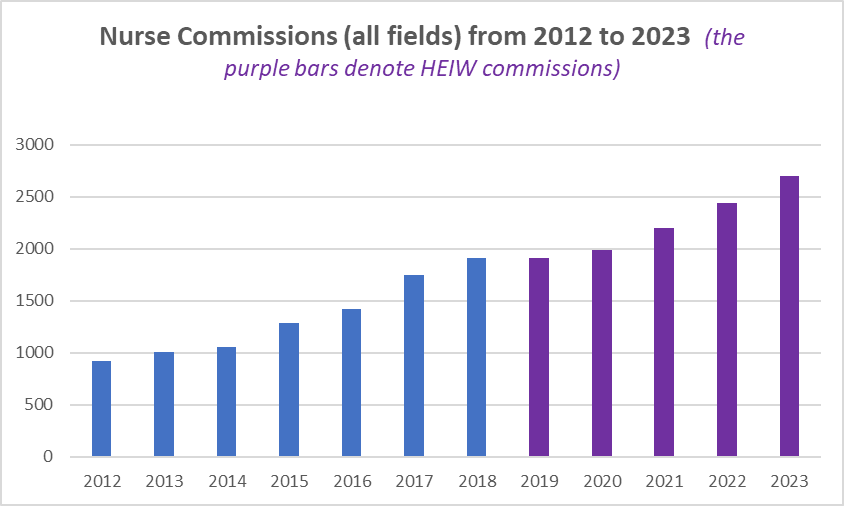 Nurse Commissions (all fields) from 2012 to 2023 (the
purple bars denote HEIW commissions)
3000
2500
2000
1500
1000
500
0
2012 2013 2014 2015 2016 2017 2018 2019 2020 2021 2022 2023